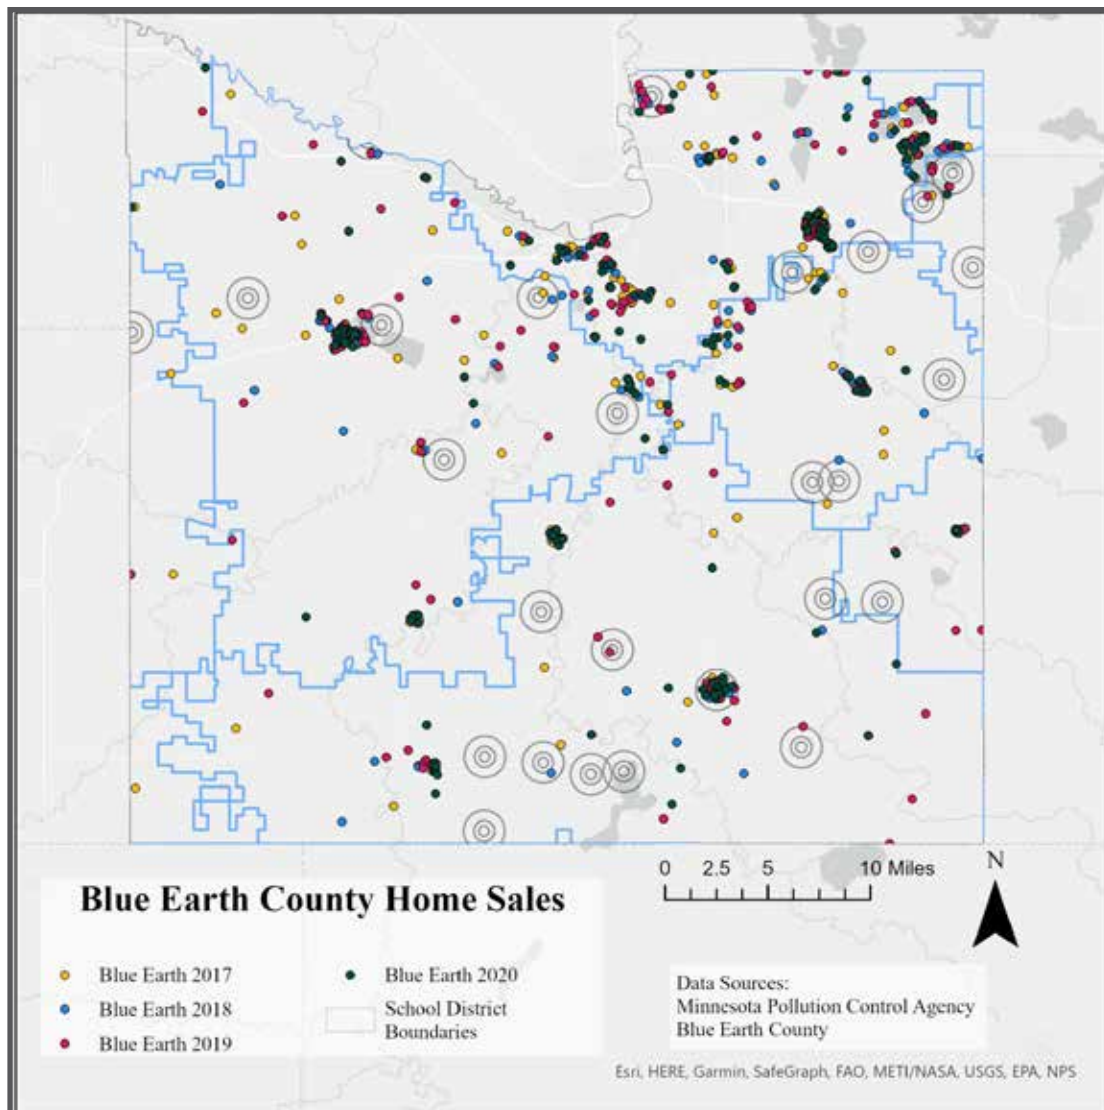 0 2.5 5 10 Miles
N
Blue Earth County Home Sales
Blue Earth 2017
Blue Earth 2018
Blue Earth 2019
Blue Earth 2020
School District
Boundaries
Data Sources:
Minnesota Pollution Control Agency
Blue Earth County
Esri, HERE, Garmin, SafeGraph, FAO, METI/NASA, USGS, EPA, NPS